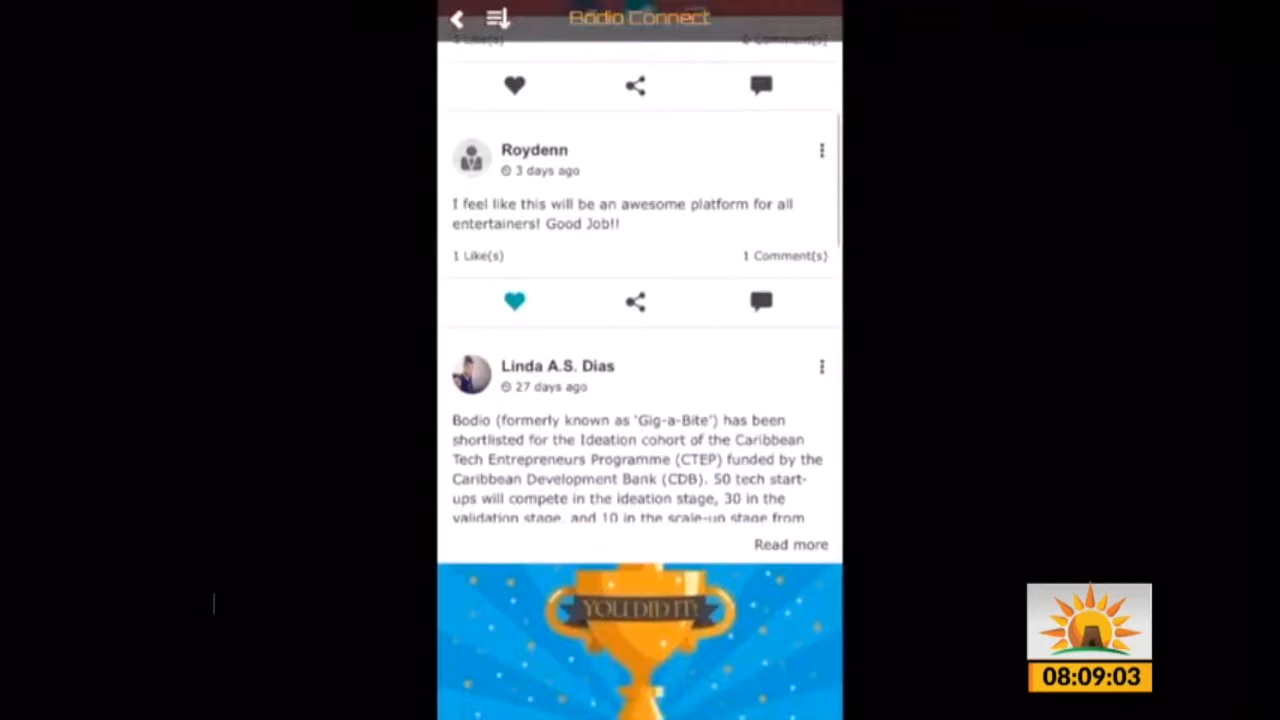 Bodio Connect
Roydenn
3 days ago
I feel like this will be an awesome platform for all
entertainers! Good Job!!
1 Like(s)
1 Comment(s)
Linda A.S. Dias
27 days ago
Bodio (formerly known as 'Gig-a-Bite') has been
shortlisted for the Ideation cohort of the Caribbean
Tech Entrepreneurs Programme (CTEP) funded by the
Caribbean Development Bank (CDB). 50 tech start-
ups will compete in the ideation stage, 30 in the
validation stage, and 10 in the scale-up stage from
Read more
YOU DID IT!
08:09:03